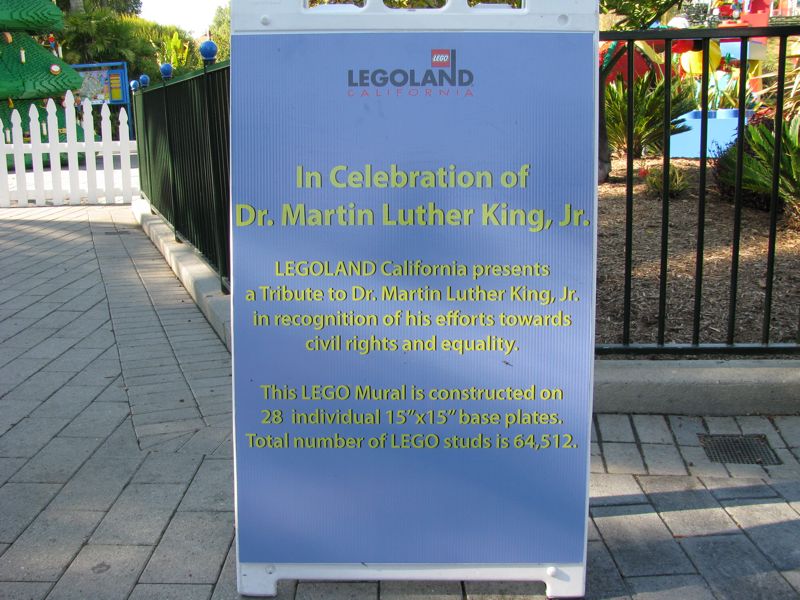 LEGO
LEGOLAND
CALIFORNIA
In Celebration of
Dr. Martin Luther King, Jr.
LEGOLAND California presents
a Tribute to Dr. Martin Luther King, Jr.
in recognition of his efforts towards
civil rights and equality.
This LEGO Mural is constructed on
28 individual 15"x15" base plates.
Total number of LEGO studs is 64,512.